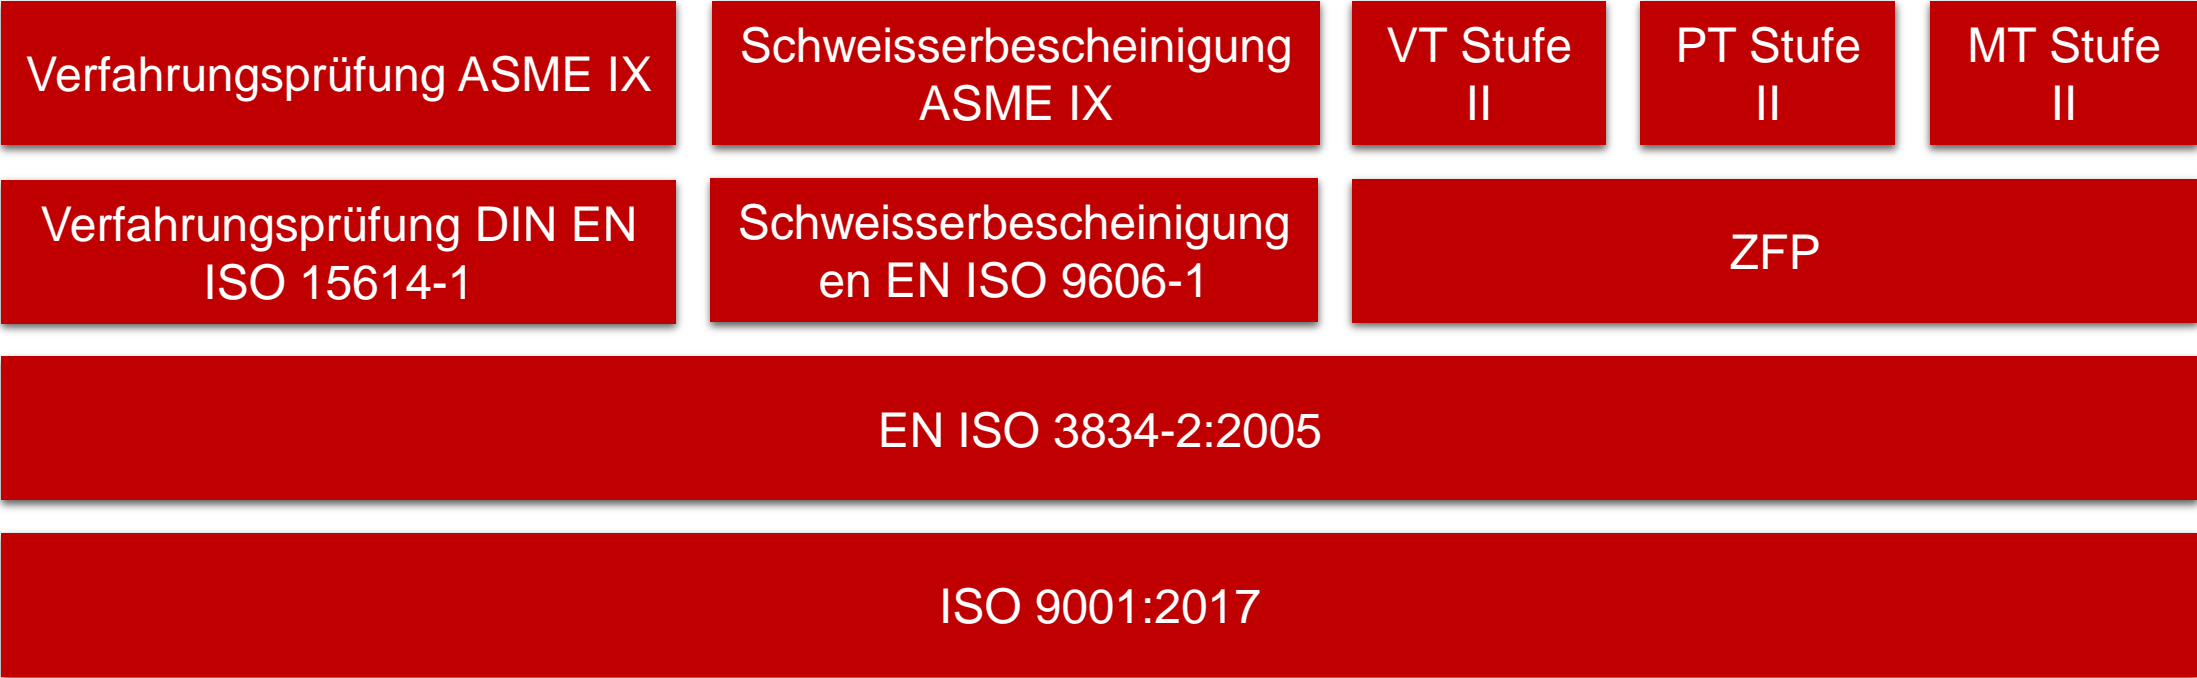 Verfahrungsprüfung ASME IX
Schweisserbescheinigung
ASME IX
VT Stufe
II
PT Stufe
II
MT Stufe
II
Verfahrungsprüfung DIN EN
ISO 15614-1
Schweisserbescheinigung
en EN ISO 9606-1
ZFP
EN ISO 3834-2:2005
ISO 9001:2017